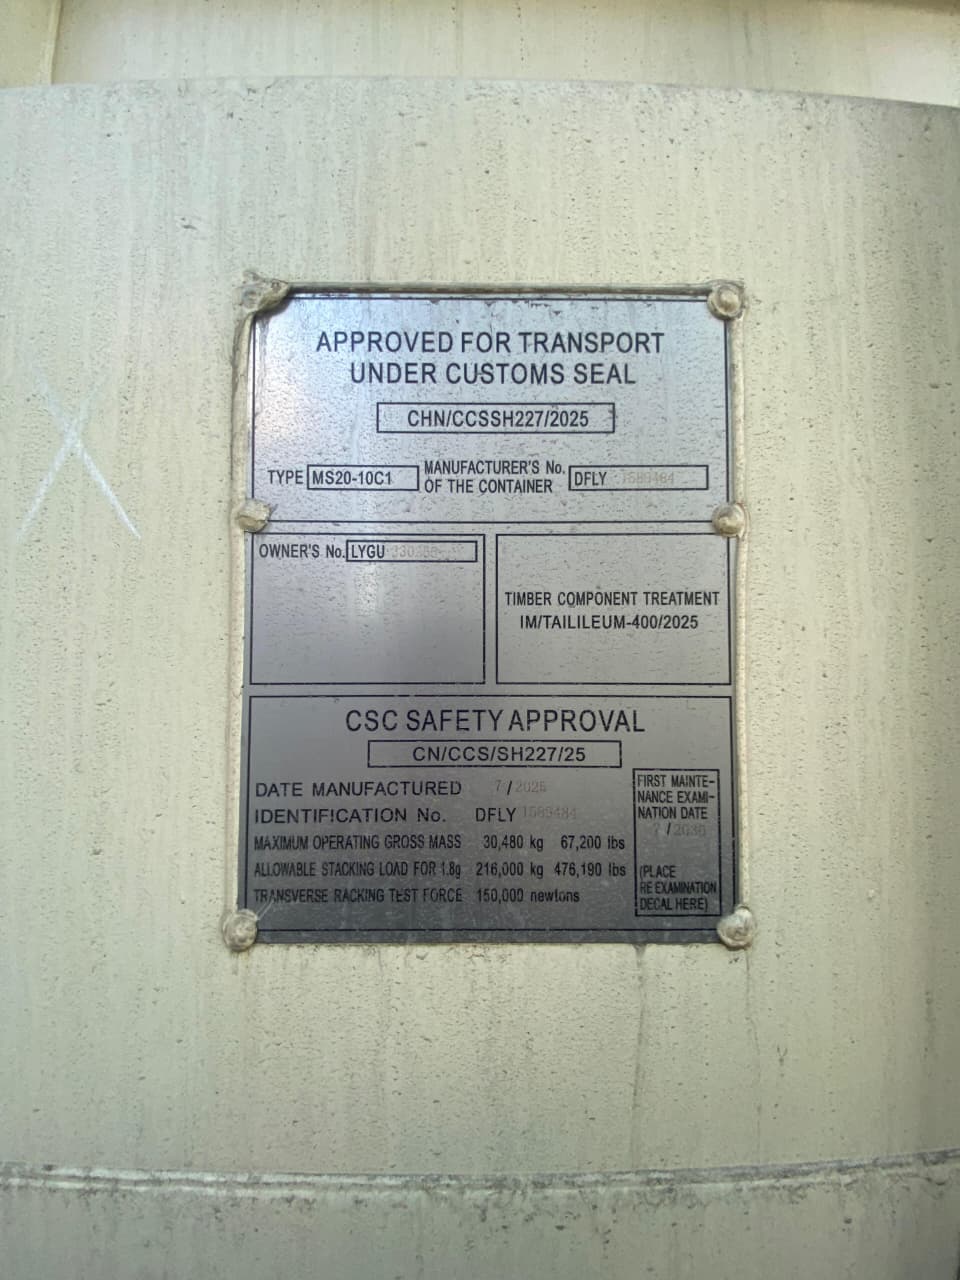 APPROVED FOR TRANSPORT
UNDER CUSTOMS SEAL
CHN/CCSSH227/2025
TYPE MS20-10C1 MANUFACTURER'S No. OF THE CONTAINER DFLY
OWNER'S No. LYGU
TIMBER COMPONENT TREATMENT
IM/TAILILEUM-400/2025
CSC SAFETY APPROVAL
CN/CCS/SH227/25
DATE MANUFACTURED 7/2025
IDENTIFICATION No. DFLY
MAXIMUM OPERATING GROSS MASS 30,480 kg 67,200 lbs
ALLOWABLE STACKING LOAD FOR 1.8g 216,000 kg 476,190 lbs
TRANSVERSE RACKING TEST FORCE 150,000 newtons
FIRST MAINTE-
NANCE EXAMI-
NATION DATE
(PLACE
RE EXAMINATION
DECAL HERE)